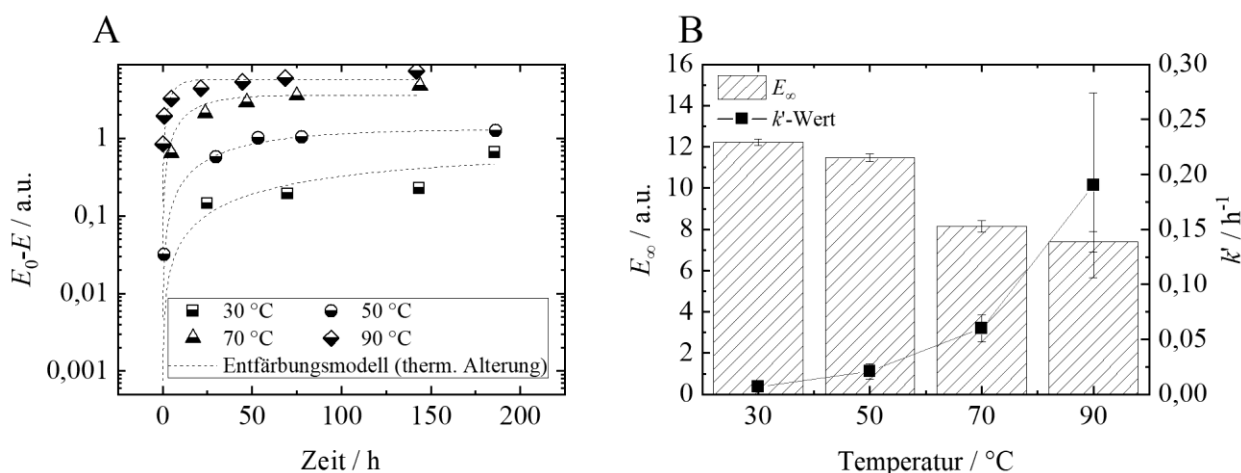 A
E₀-E / a.u.
1
0,1
0,01
0,001
30 °C
50 °C
70 °C
90 °C
Entfärbungsmodell (therm. Alterung)
0
50
100
150
200
Zeit / h
B
E∞ / a.u.
16
14
12
10
8
6
4
2
0
E∞
k'-Wert
0,30
0,25
0,20
0,15
0,10
0,05
0,00
k' / h⁻¹
30
50
70
90
Temperatur / °C